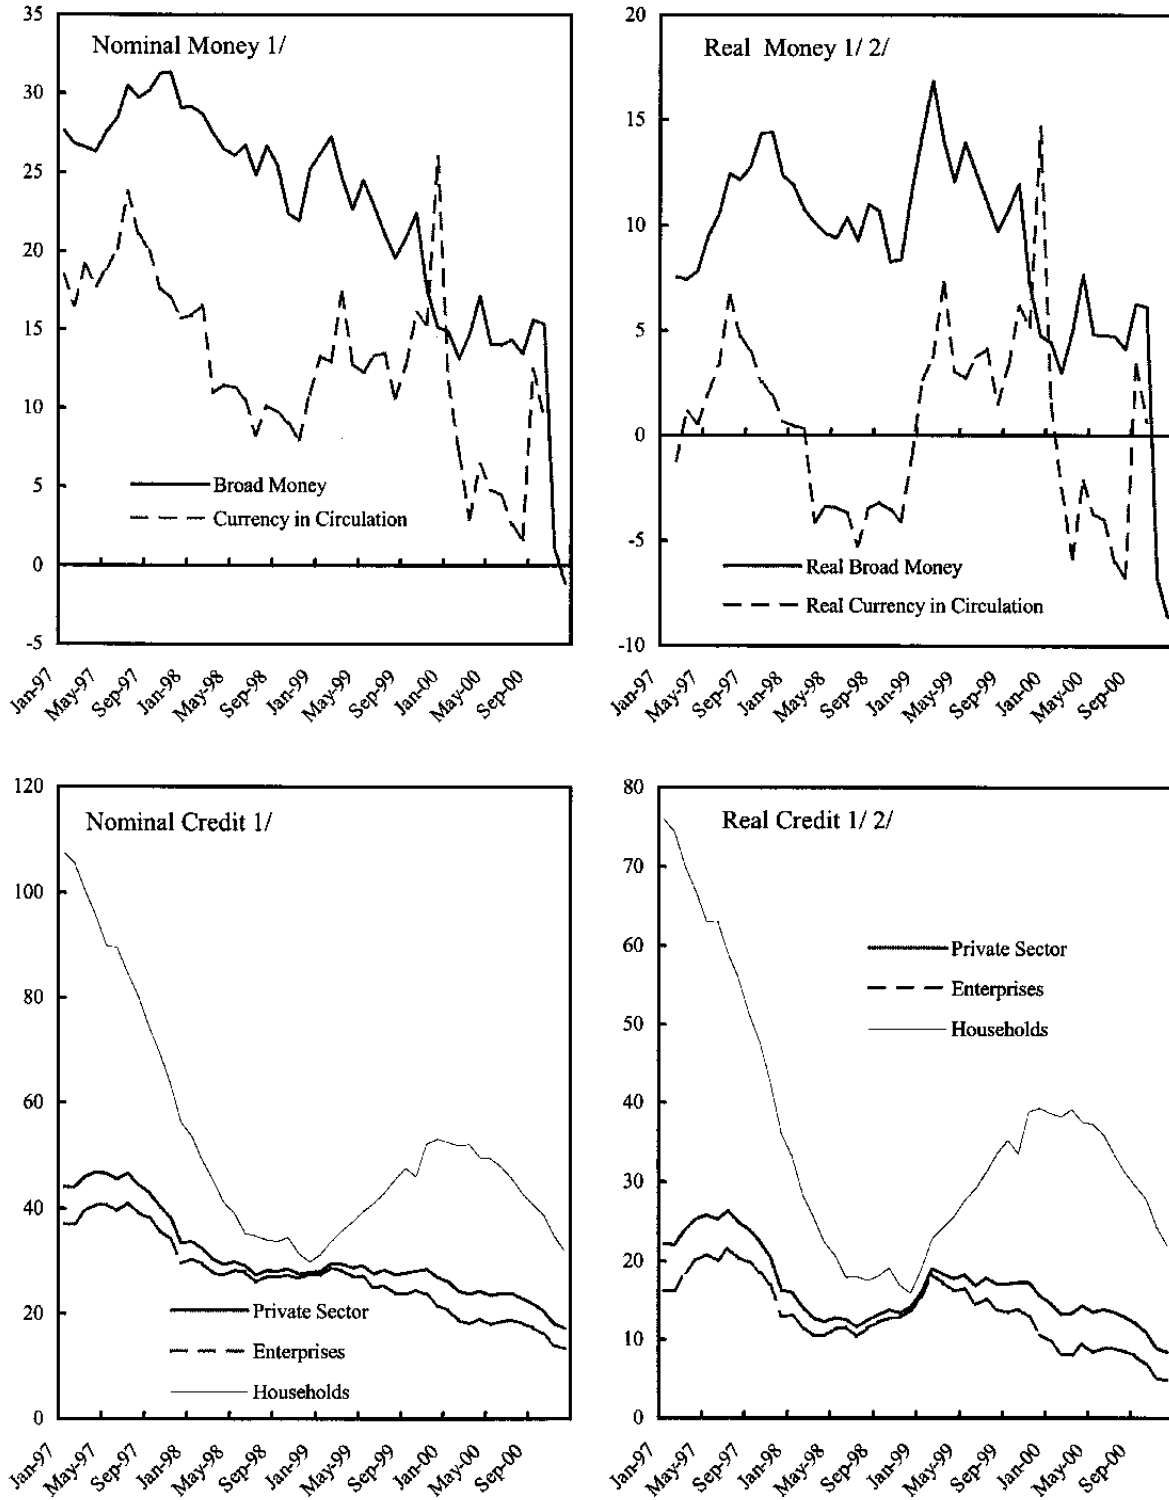 Nominal Money 1/
35
30
25
20
15
10
5
0
-5
Broad Money
Currency in Circulation
Jan-97
May-97
Sep-97
Jan-98
May-98
Sep-98
Jan-99
May-99
Sep-99
Jan-00
May-00
Sep-00
Real Money 1/ 2/
20
15
10
5
0
-5
-10
Real Broad Money
Real Currency in Circulation
Jan-97
May-97
Sep-97
Jan-98
May-98
Sep-98
Jan-99
May-99
Sep-99
Jan-00
May-00
Sep-00
Nominal Credit 1/
120
100
80
60
40
20
0
Private Sector
Enterprises
Households
Jan-97
May-97
Sep-97
Jan-98
May-98
Sep-98
Jan-99
May-99
Sep-99
Jan-00
May-00
Sep-00
Real Credit 1/ 2/
80
70
60
50
40
30
20
10
0
Private Sector
Enterprises
Households
Jan-97
May-97
Sep-97
Jan-98
May-98
Sep-98
Jan-99
May-99
Sep-99
Jan-00
May-00
Sep-00